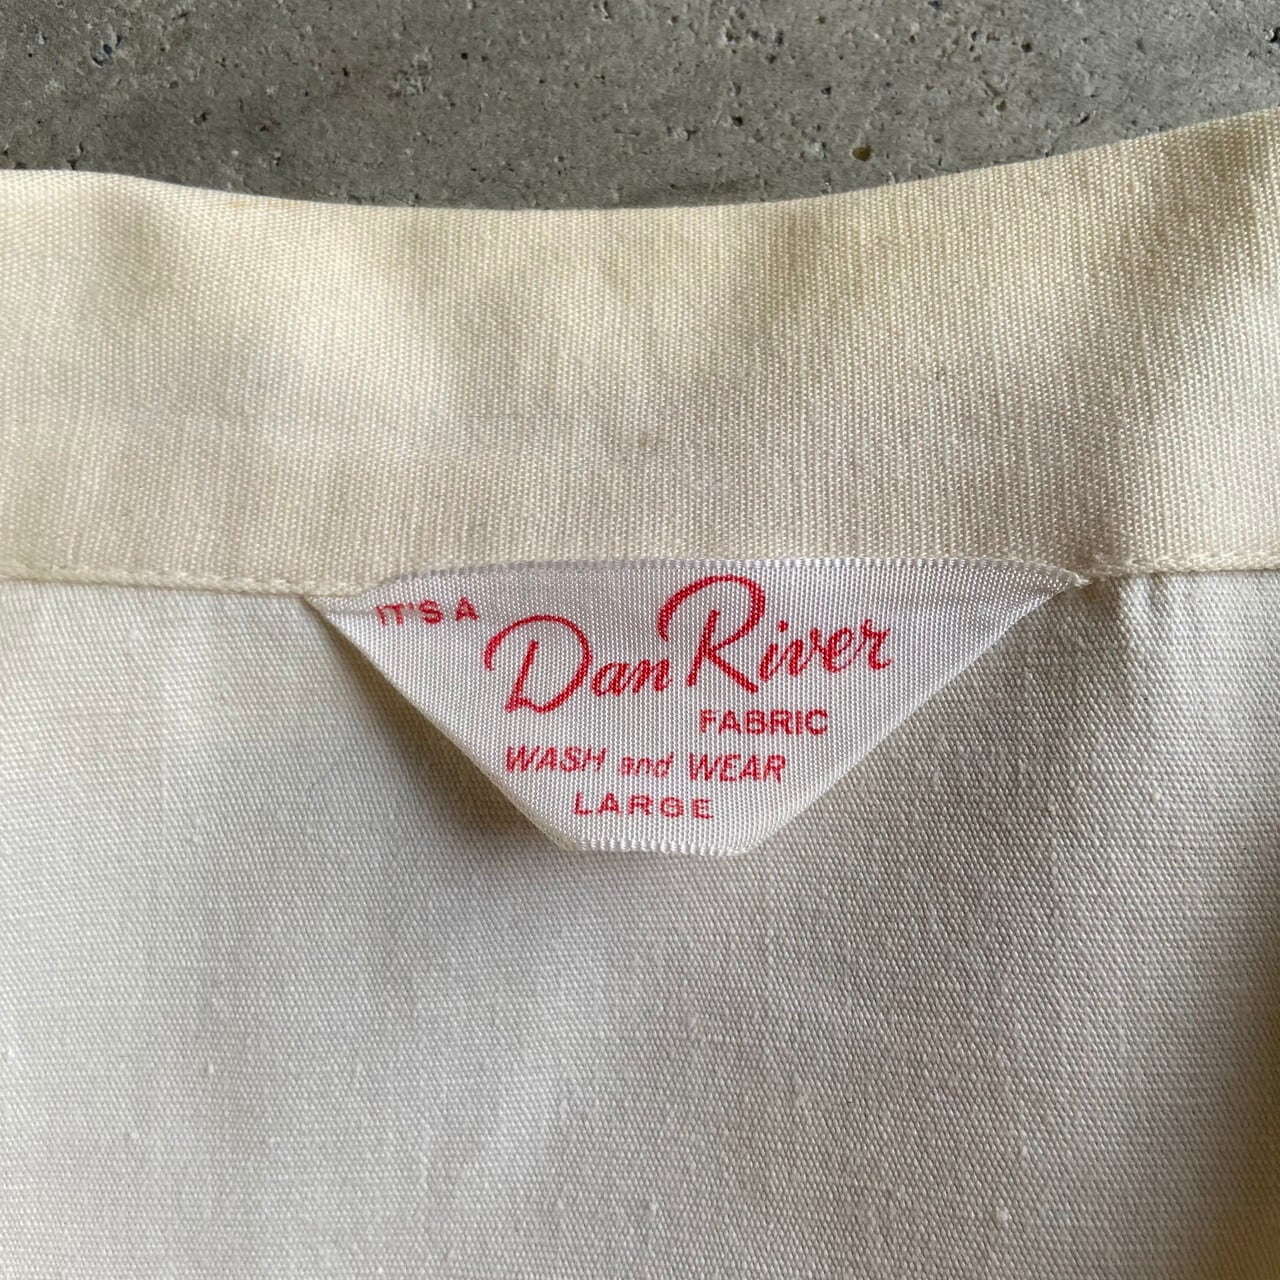 IT'S A
Dan River
FABRIC
WASH and WEAR
LARGE